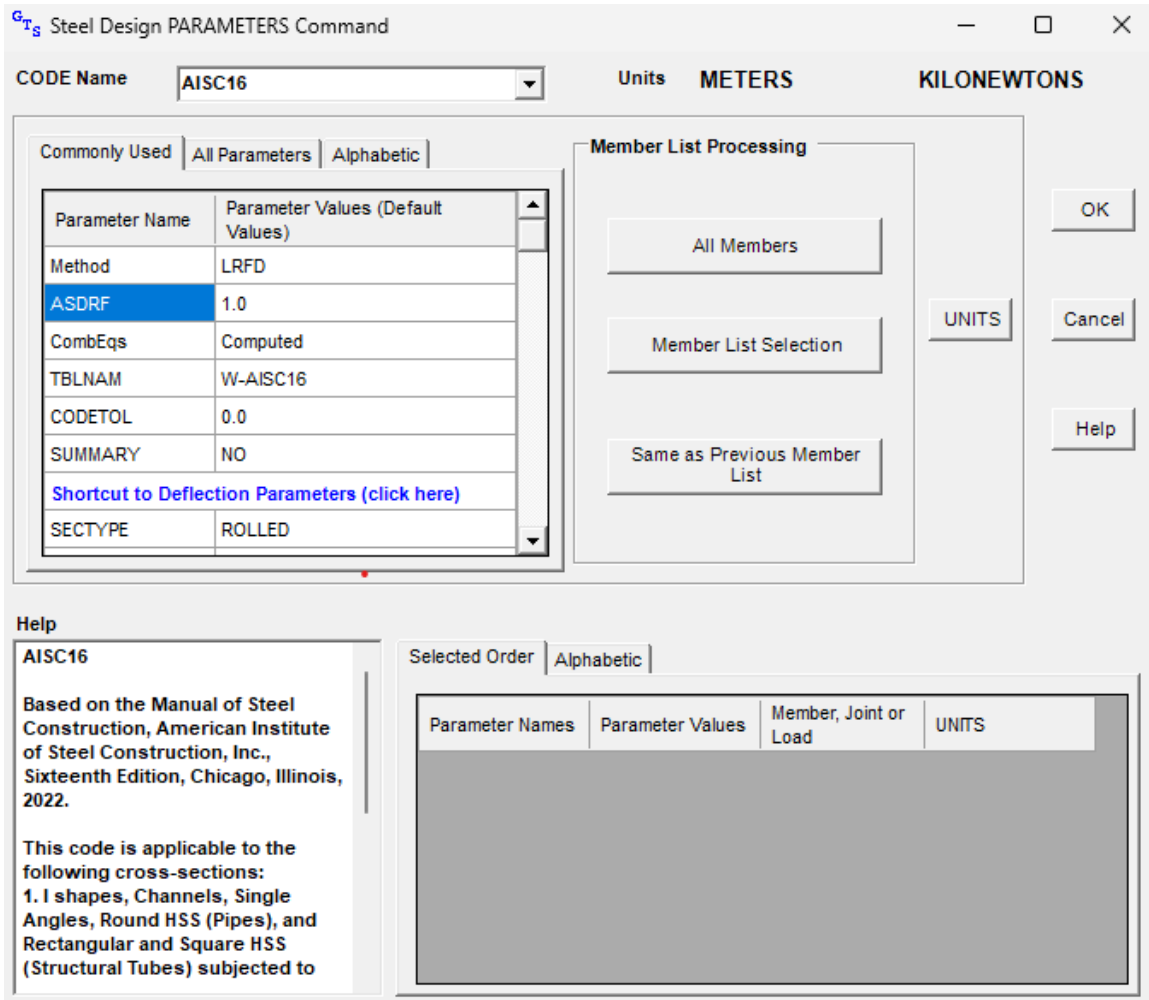 GTS Steel Design PARAMETERS Command
CODE Name AISC16 Units METERS KILONEWTONS
Commonly Used All Parameters Alphabetic
Parameter Name Parameter Values (Default
Values)
Method LRFD
ASDRF 1.0
CombEqs Computed
TBLNAM W-AISC16
CODETOL 0.0
SUMMARY NO
Shortcut to Deflection Parameters (click here)
SECTYPE ROLLED
Member List Processing
All Members
Member List Selection
Same as Previous Member
List
UNITS
OK
Cancel
Help
Help
AISC16
Based on the Manual of Steel
Construction, American Institute
of Steel Construction, Inc.,
Sixteenth Edition, Chicago, Illinois,
2022.
This code is applicable to the
following cross-sections:
1. I shapes, Channels, Single
Angles, Round HSS (Pipes), and
Rectangular and Square HSS
(Structural Tubes) subjected to
Selected Order Alphabetic
Parameter Names Parameter Values Member, Joint or
Load UNITS